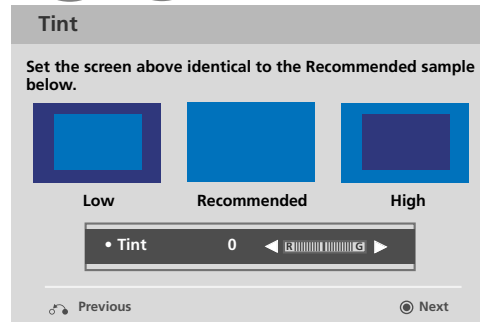 Tint
Set the screen above identical to the Recommended sample
below.
Low Recommended High
• Tint 0 R G
Previous Next